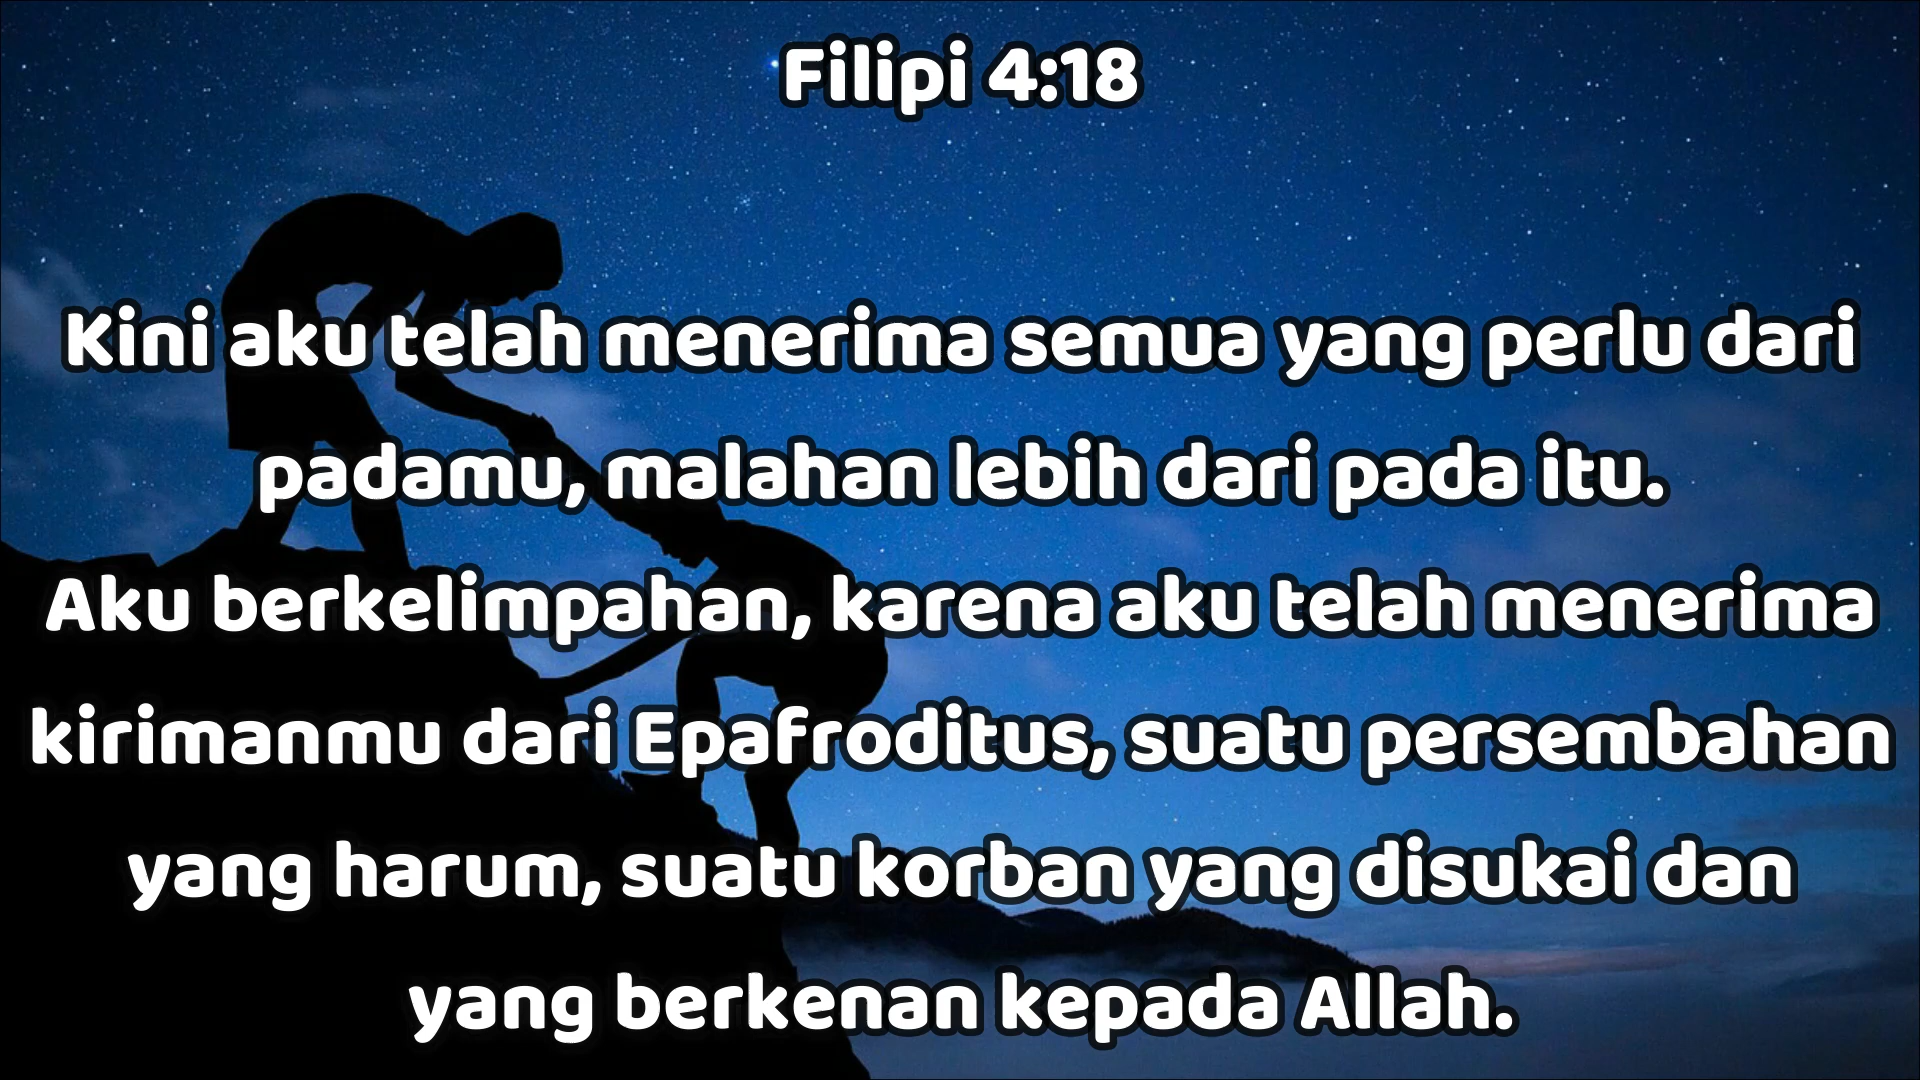 Filipi 4:18
Kini aku telah menerima semua yang perlu dari
padamu, malahan lebih dari pada itu.
Aku berkelimpahan, karena aku telah menerima
kirimanmu dari Epafroditus, suatu persembahan
yang harum, suatu korban yang disukai dan
yang berkenan kepada Allah.